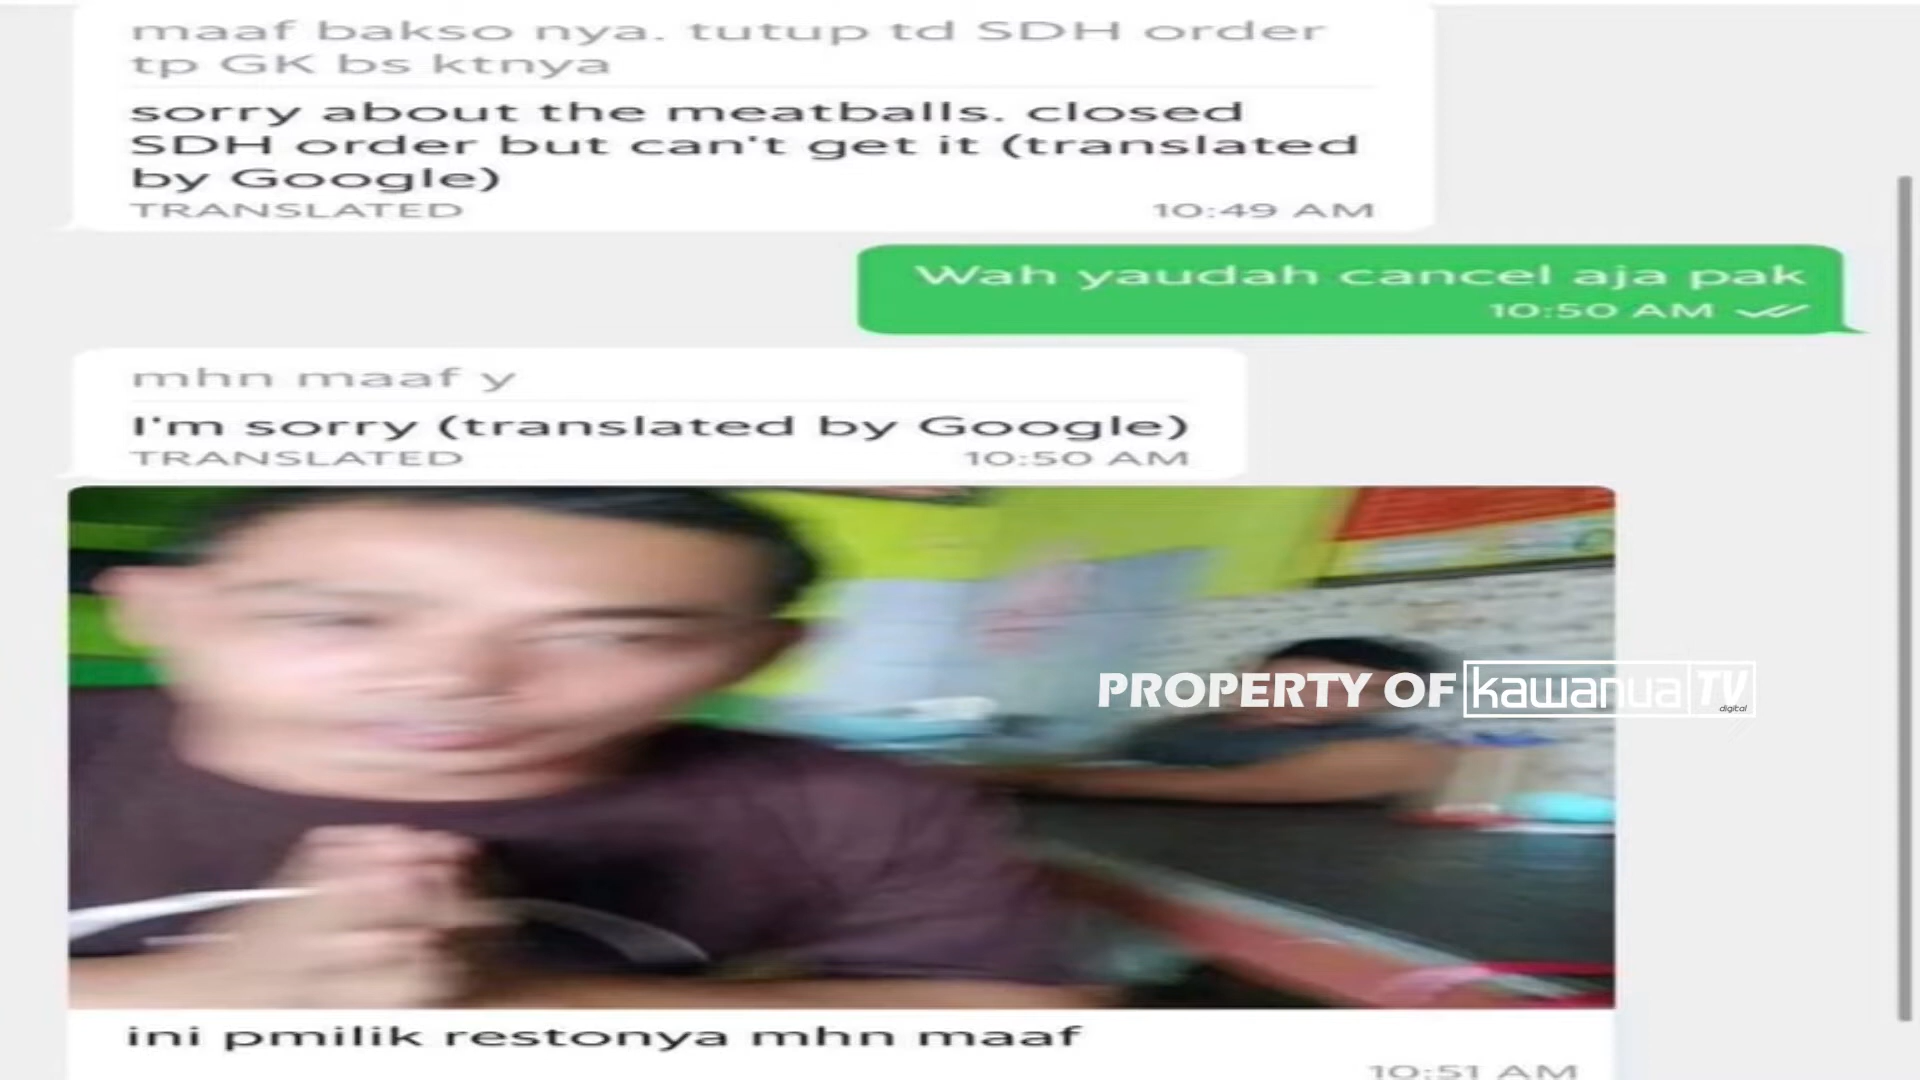 maaf bakso nya. tutup td SDH order
tp GK bs ktnya
sorry about the meatballs. closed
SDH order but can't get it (translated
by Google)
TRANSLATED 10:49 AM
Wah yaudah cancel aja pak
10:50 AM
mhn maaf y
I'm sorry (translated by Google)
TRANSLATED 10:50 AM
PROPERTY OF kawanua TV
digital
ini pmilik restonya mhn maaf
10:51 AM